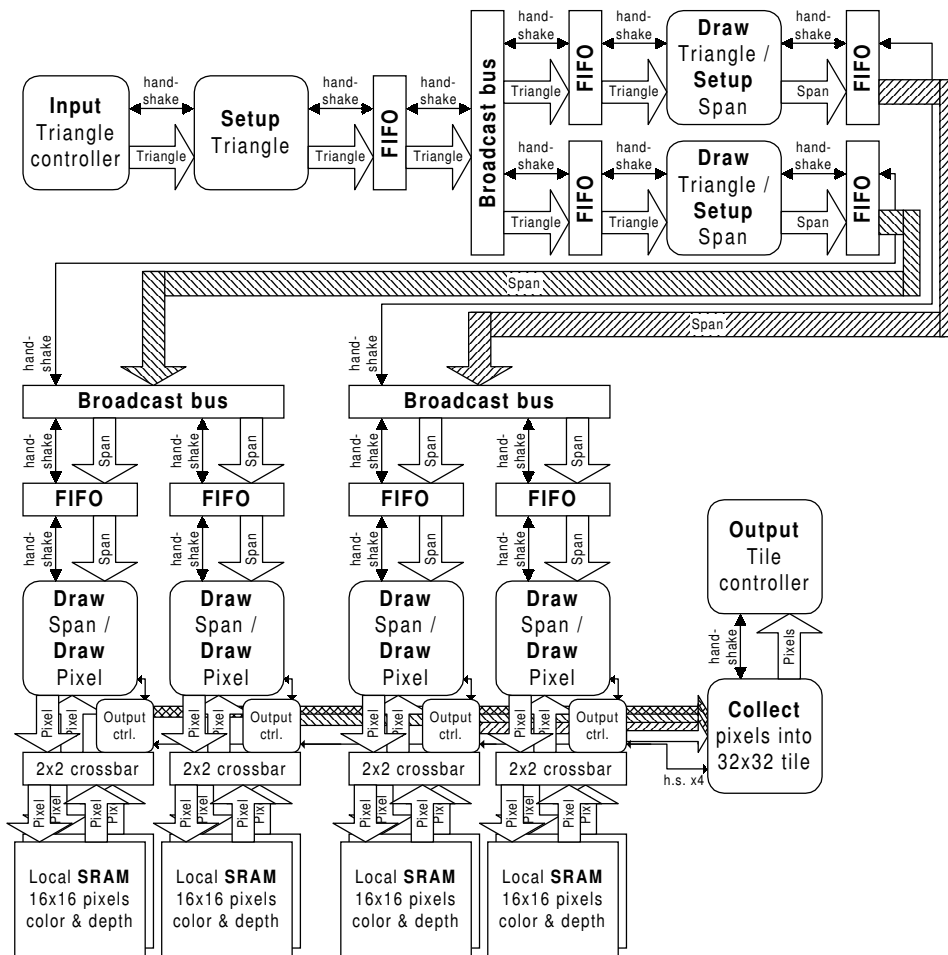 Input
Triangle
controller
hand-
shake
Triangle
Setup
Triangle
hand-
shake
Triangle
FIFO
hand-
shake
Triangle
Broadcast bus
hand-
shake
Triangle
FIFO
hand-
shake
Triangle
Draw
Triangle /
Setup
Span
hand-
shake
Span
FIFO
hand-
shake
Triangle
FIFO
hand-
shake
Triangle
Draw
Triangle /
Setup
Span
hand-
shake
Span
FIFO
Span
Span
hand-
shake
hand-
shake
Broadcast bus
Broadcast bus
hand-
shake
Span
hand-
shake
Span
hand-
shake
Span
hand-
shake
Span
FIFO
FIFO
FIFO
FIFO
hand-
shake
Span
hand-
shake
Span
hand-
shake
Span
hand-
shake
Span
Draw
Span /
Draw
Pixel
Draw
Span /
Draw
Pixel
Draw
Span /
Draw
Pixel
Draw
Span /
Draw
Pixel
Output
Tile
controller
hand-
shake
Pixels
Collect
pixels into
32x32 tile
h.s. x4
Pixel
Pixel
Output
ctrl.
Pixel
Pixel
Output
ctrl.
Pixel
Pixel
Output
ctrl.
Pixel
Pixel
Output
ctrl.
2x2 crossbar
2x2 crossbar
2x2 crossbar
2x2 crossbar
Pixel
Pixel
Pixel
Pix
Pixel
Pixel
Pixel
Pix
Pixel
Pixel
Pixel
Pix
Pixel
Pixel
Pixel
Pix
Local SRAM
16x16 pixels
color & depth
Local SRAM
16x16 pixels
color & depth
Local SRAM
16x16 pixels
color & depth
Local SRAM
16x16 pixels
color & depth